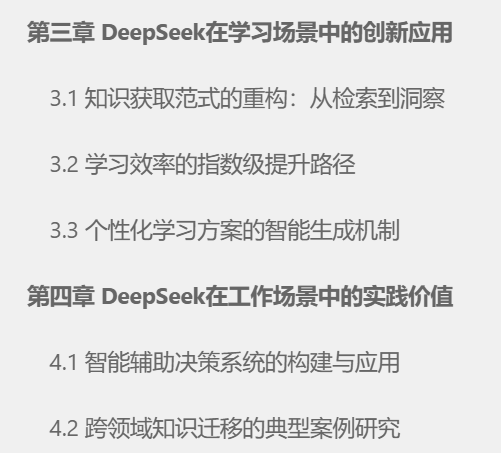 第三章 DeepSeek在学习场景中的创新应用
3.1 知识获取范式的重构：从检索到洞察
3.2 学习效率的指数级提升路径
3.3 个性化学习方案的智能生成机制
第四章 DeepSeek在工作场景中的实践价值
4.1 智能辅助决策系统的构建与应用
4.2 跨领域知识迁移的典型案例研究